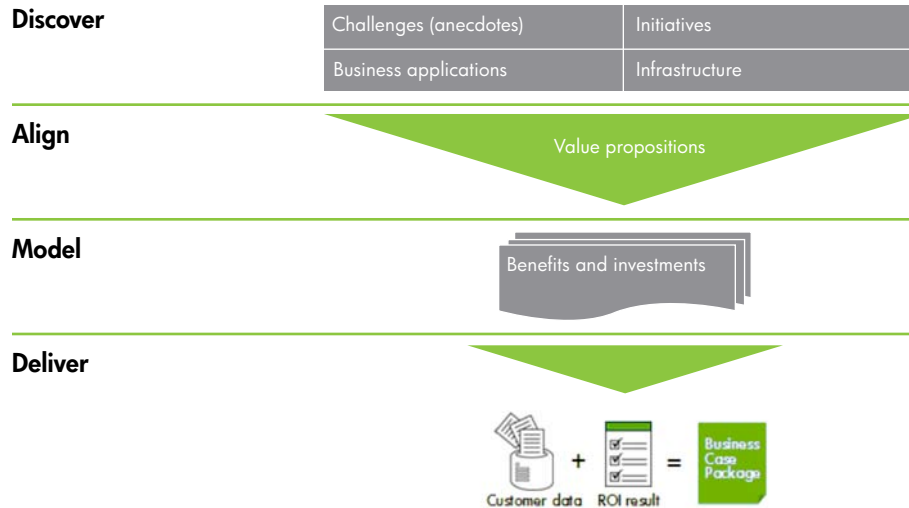 Discover
Challenges (anecdotes)
Initiatives
Business applications
Infrastructure
Align
Value propositions
Model
Benefits and investments
Deliver
+
=
Business
Case
Package
Customer data
ROI result